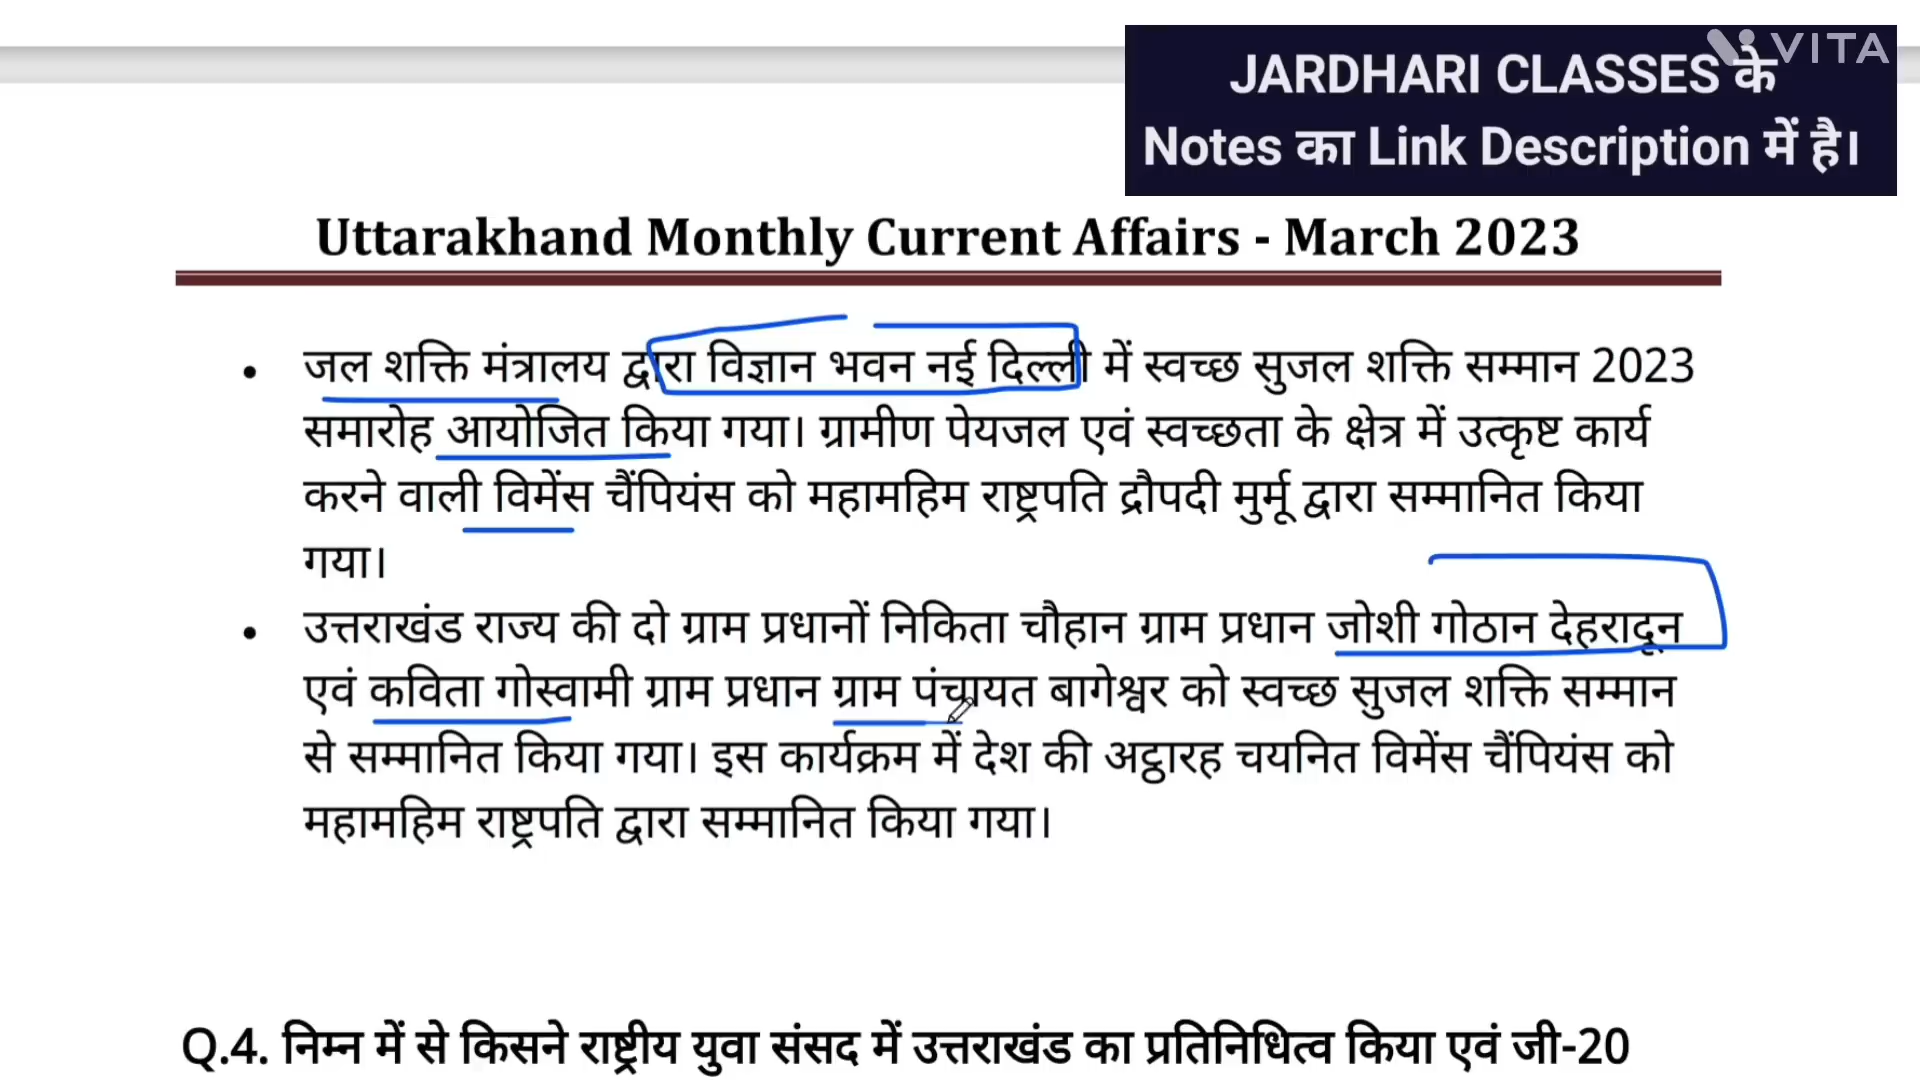 VITA
JARDHARI CLASSES के
Notes का Link Description में है।
Uttarakhand Monthly Current Affairs - March 2023
• जल शक्ति मंत्रालय द्वारा विज्ञान भवन नई दिल्ली में स्वच्छ सुजल शक्ति सम्मान 2023
समारोह आयोजित किया गया। ग्रामीण पेयजल एवं स्वच्छता के क्षेत्र में उत्कृष्ट कार्य
करने वाली विमेंस चैंपियंस को महामहिम राष्ट्रपति द्रौपदी मुर्मू द्वारा सम्मानित किया
गया।
• उत्तराखंड राज्य की दो ग्राम प्रधानों निकिता चौहान ग्राम प्रधान जोशी गोठान देहरादून
एवं कविता गोस्वामी ग्राम प्रधान ग्राम पंचायत बागेश्वर को स्वच्छ सुजल शक्ति सम्मान
से सम्मानित किया गया। इस कार्यक्रम में देश की अट्ठारह चयनित विमेंस चैंपियंस को
महामहिम राष्ट्रपति द्वारा सम्मानित किया गया।
Q.4. निम्न में से किसने राष्ट्रीय युवा संसद में उत्तराखंड का प्रतिनिधित्व किया एवं जी-20